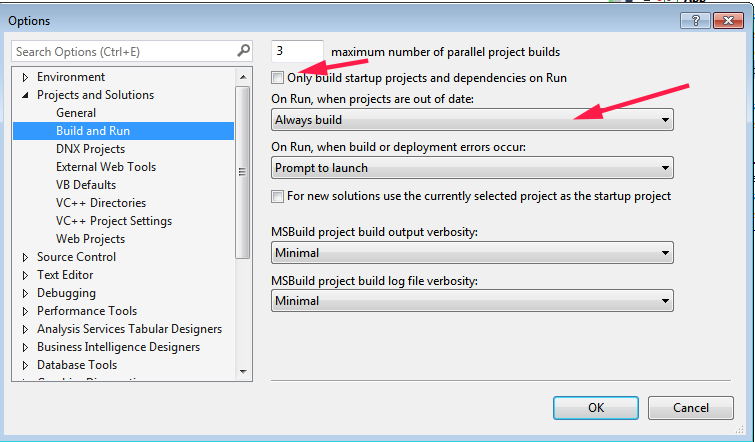 Options
Search Options (Ctrl+E)
Environment
Projects and Solutions
General
Build and Run
DNX Projects
External Web Tools
VB Defaults
VC++ Directories
VC++ Project Settings
Web Projects
Source Control
Text Editor
Debugging
Performance Tools
Analysis Services Tabular Designers
Business Intelligence Designers
Database Tools
3 maximum number of parallel project builds
Only build startup projects and dependencies on Run
On Run, when projects are out of date:
Always build
On Run, when build or deployment errors occur:
Prompt to launch
For new solutions use the currently selected project as the startup project
MSBuild project build output verbosity:
Minimal
MSBuild project build log file verbosity:
Minimal
OK
Cancel